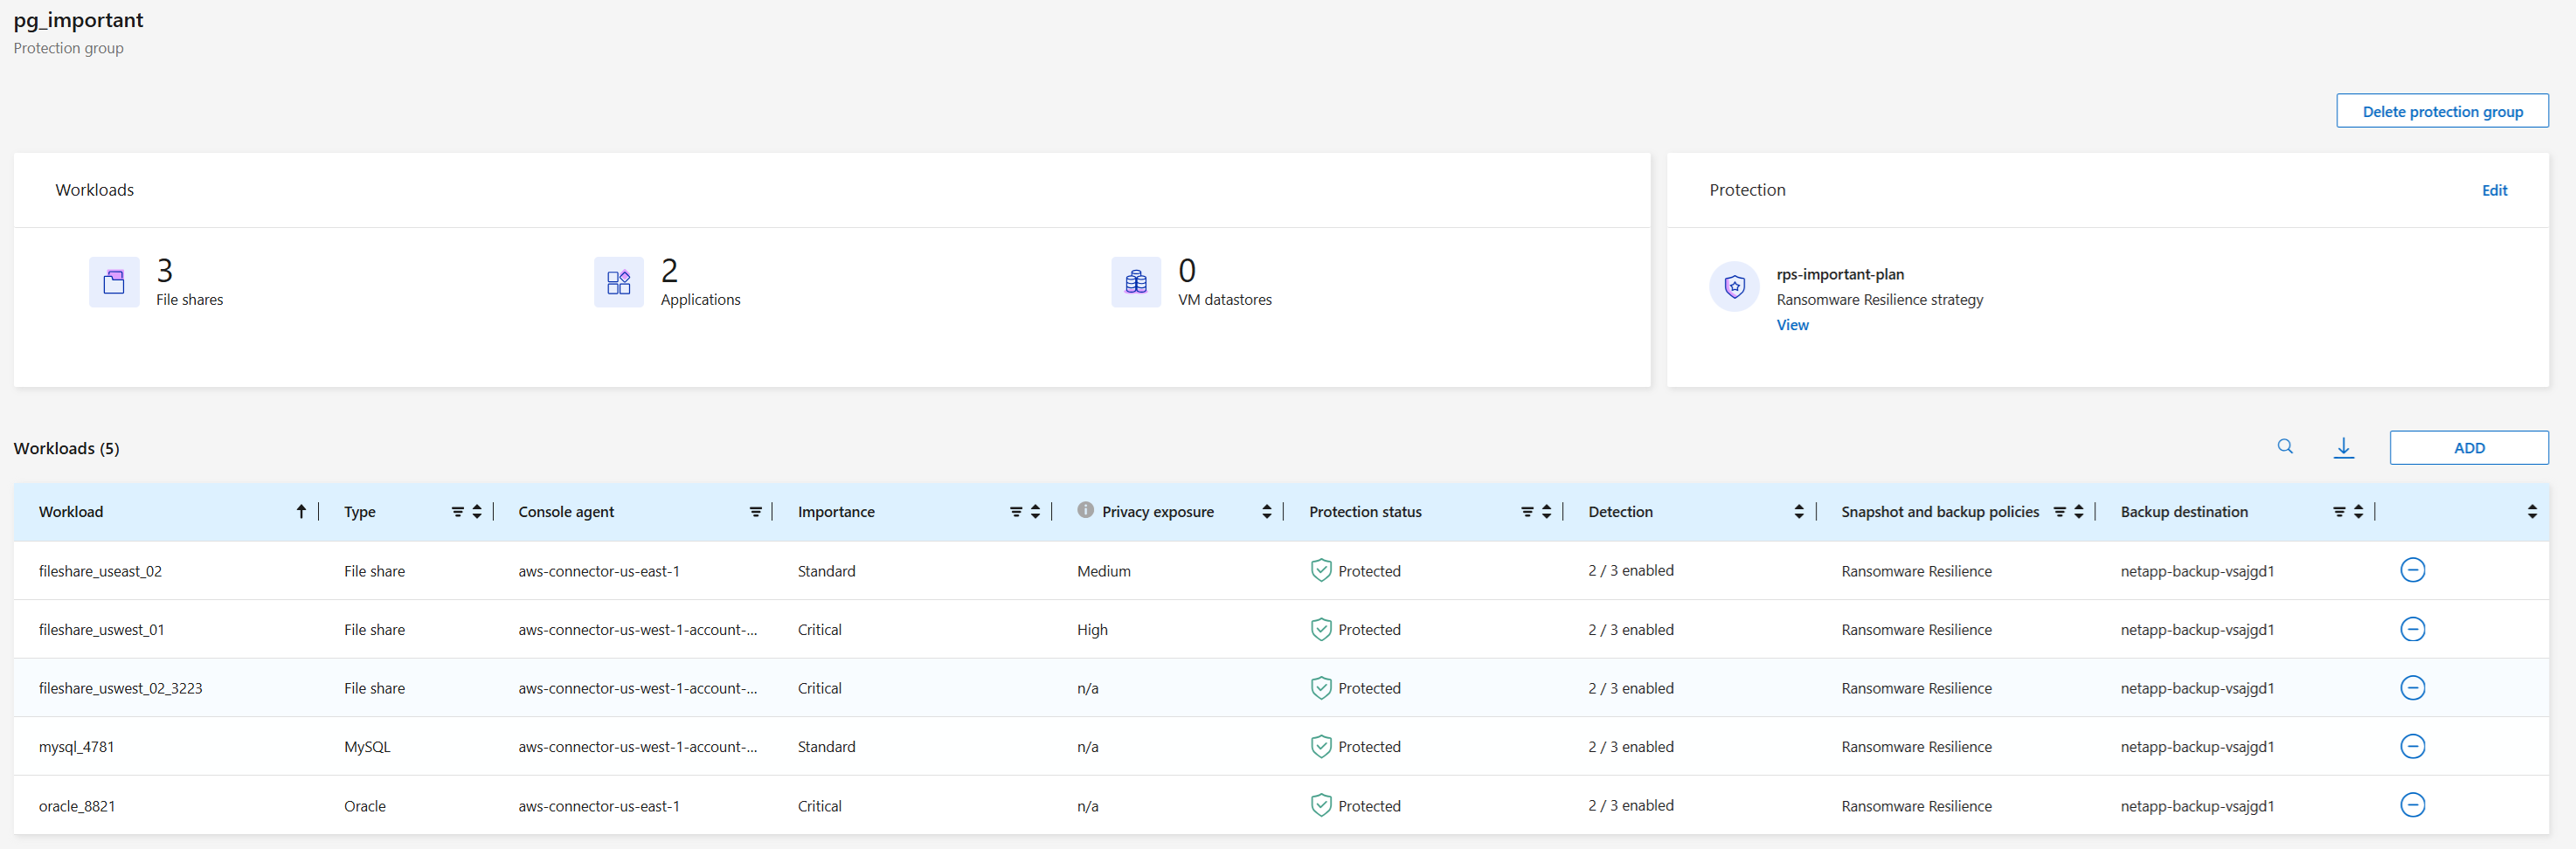 pg_important
Protection group
Delete protection group
Workloads
Protection
Edit
3
File shares
2
Applications
0
VM datastores
rps-important-plan
Ransomware Resilience strategy
View
Workloads (5)
ADD
Workload Type Console agent Importance Privacy exposure Protection status Detection Snapshot and backup policies Backup destination
fileshare_useast_02 File share aws-connector-us-east-1 Standard Medium Protected 2 / 3 enabled Ransomware Resilience netapp-backup-vsajgd1
fileshare_uswest_01 File share aws-connector-us-west-1-account-... Critical High Protected 2 / 3 enabled Ransomware Resilience netapp-backup-vsajgd1
fileshare_uswest_02_3223 File share aws-connector-us-west-1-account-... Critical n/a Protected 2 / 3 enabled Ransomware Resilience netapp-backup-vsajgd1
mysql_4781 MySQL aws-connector-us-west-1-account-... Standard n/a Protected 2 / 3 enabled Ransomware Resilience netapp-backup-vsajgd1
oracle_8821 Oracle aws-connector-us-east-1 Critical n/a Protected 2 / 3 enabled Ransomware Resilience netapp-backup-vsajgd1